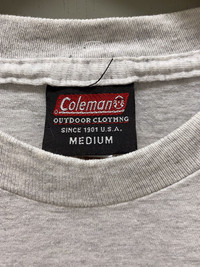 Coleman
OUTDOOR CLOTHING
SINCE 1901 U.S.A.
MEDIUM